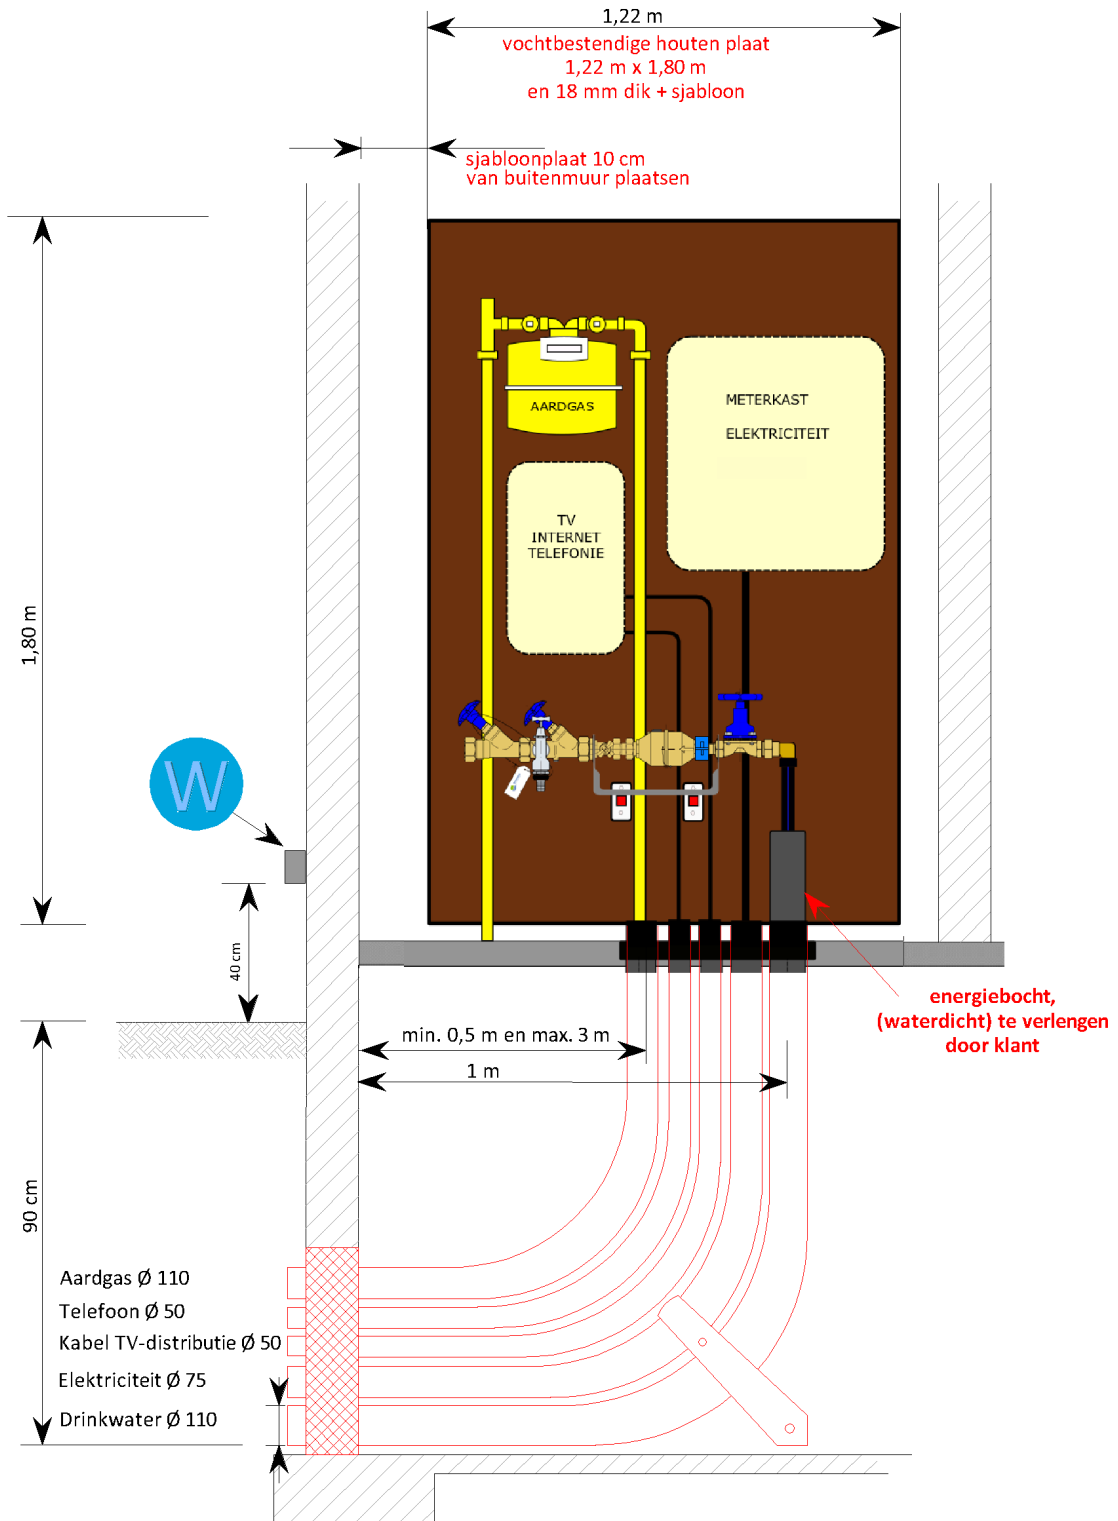 1,22 m
vochtbestendige houten plaat
1,22 m x 1,80 m
en 18 mm dik + sjabloon
sjabloonplaat 10 cm
van buitenmuur plaatsen
AARDGAS
METERKAST
ELEKTRICITEIT
TV
INTERNET
TELEFONIE
1,80 m
W
40 cm
energiebocht,
(waterdicht) te verlengen
door klant
min. 0,5 m en max. 3 m
1 m
90 cm
Aardgas Ø 110
Telefoon Ø 50
Kabel TV-distributie Ø 50
Elektriciteit Ø 75
Drinkwater Ø 110